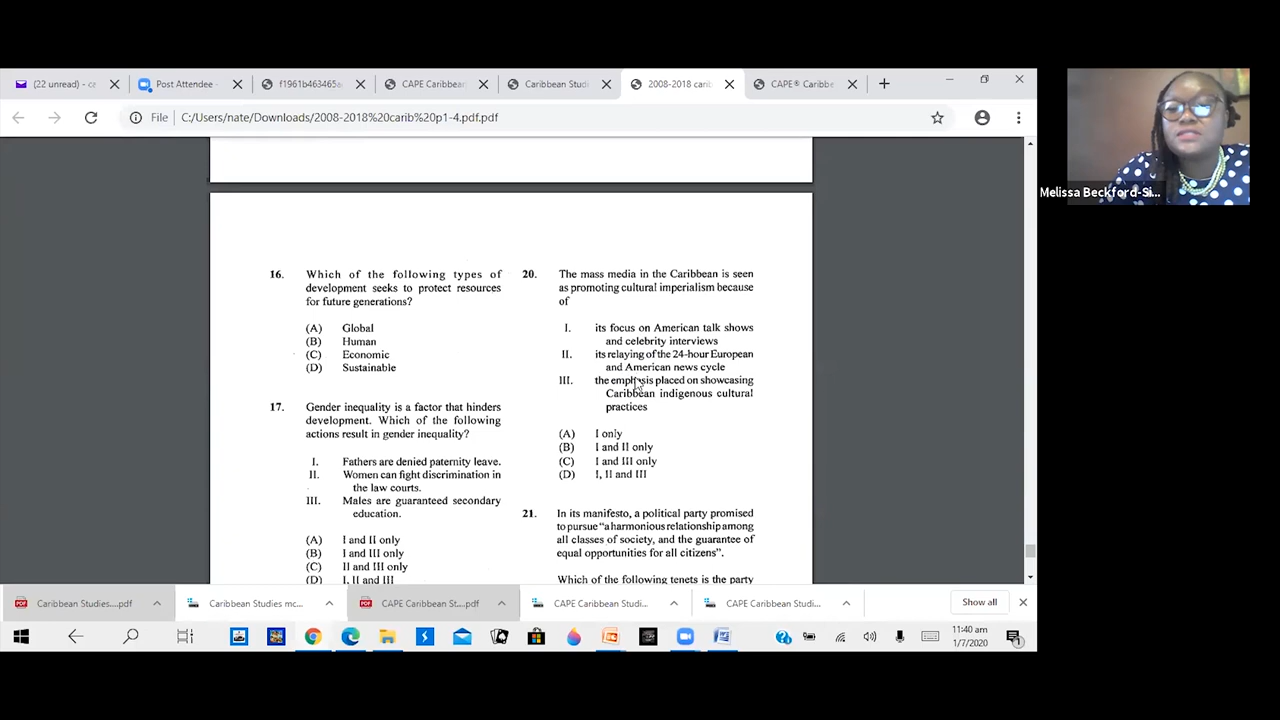 (22 unread) - ca
Post Attendee -
f1961b463465a
CAPE Caribbean
Caribbean Studi
2008-2018 carib
CAPE® Caribbe
File
C:/Users/nate/Downloads/2008-2018%20carib%20p1-4.pdf.pdf
Melissa Beckford-Si...
16. Which of the following types of
development seeks to protect resources
for future generations?
(A) Global
(B) Human
(C) Economic
(D) Sustainable
17. Gender inequality is a factor that hinders
development. Which of the following
actions result in gender inequality?
I. Fathers are denied paternity leave.
II. Women can fight discrimination in
the law courts.
III. Males are guaranteed secondary
education.
(A) I and II only
(B) I and III only
(C) II and III only
(D) I, II and III
20. The mass media in the Caribbean is seen
as promoting cultural imperialism because
of
I. its focus on American talk shows
and celebrity interviews
II. its relaying of the 24-hour European
and American news cycle
III. the emphasis placed on showcasing
Caribbean indigenous cultural
practices
(A) I only
(B) I and II only
(C) I and III only
(D) I, II and III
21. In its manifesto, a political party promised
to pursue "a harmonious relationship among
all classes of society, and the guarantee of
equal opportunities for all citizens".
Which of the following tenets is the party
Caribbean Studies....pdf
Caribbean Studies mc...
CAPE Caribbean St....pdf
CAPE Caribbean Studi...
CAPE Caribbean Studi...
Show all
11:40 am
1/7/2020